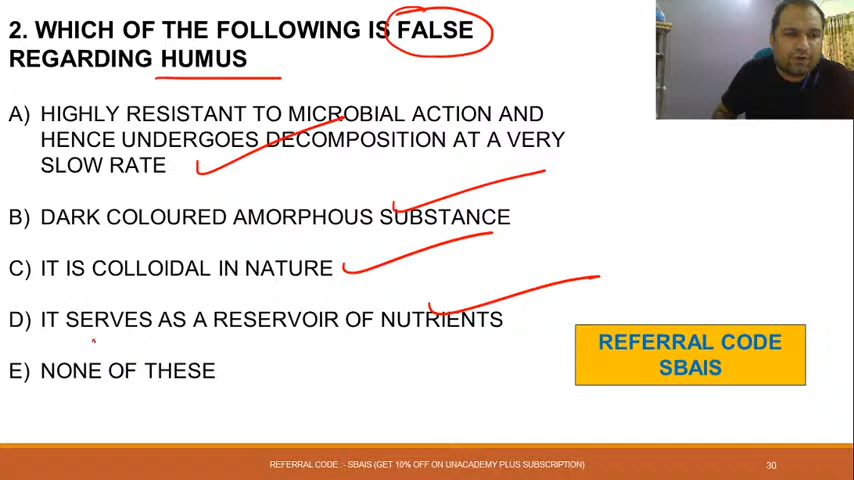 2. WHICH OF THE FOLLOWING IS FALSE
REGARDING HUMUS
A) HIGHLY RESISTANT TO MICROBIAL ACTION AND
HENCE UNDERGOES DECOMPOSITION AT A VERY
SLOW RATE
B) DARK COLOURED AMORPHOUS SUBSTANCE
C) IT IS COLLOIDAL IN NATURE
D) IT SERVES AS A RESERVOIR OF NUTRIENTS
E) NONE OF THESE
REFERRAL CODE
SBAIS
REFERRAL CODE :- SBAIS (GET 10% OFF ON UNACADEMY PLUS SUBSCRIPTION)
30